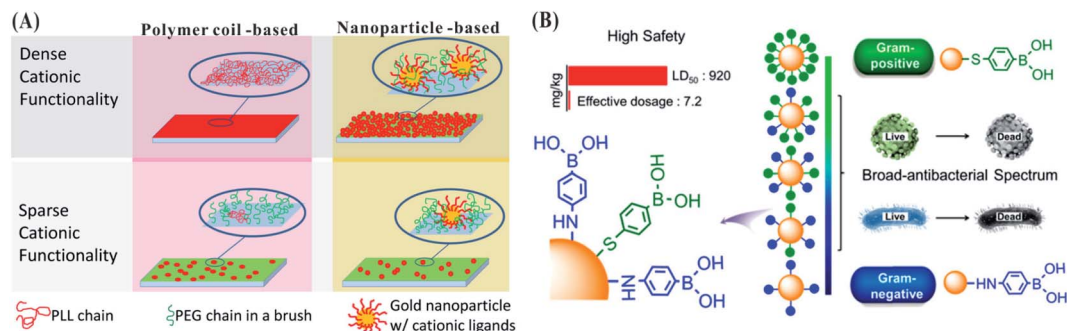 (A)
Polymer coil -based
Nanoparticle-based
Dense
Cationic
Functionality
Sparse
Cationic
Functionality
PLL chain
PEG chain in a brush
Gold nanoparticle
w/ cationic ligands
(B)
High Safety
mg/kg
LD50 : 920
Effective dosage : 7.2
HO
OH
B
HN
HO
B
OH
S
N
H
OH
B
OH
Gram-
positive
S
OH
B
OH
Live
Dead
Broad-antibacterial Spectrum
Live
Dead
Gram-
negative
HN
OH
B
OH